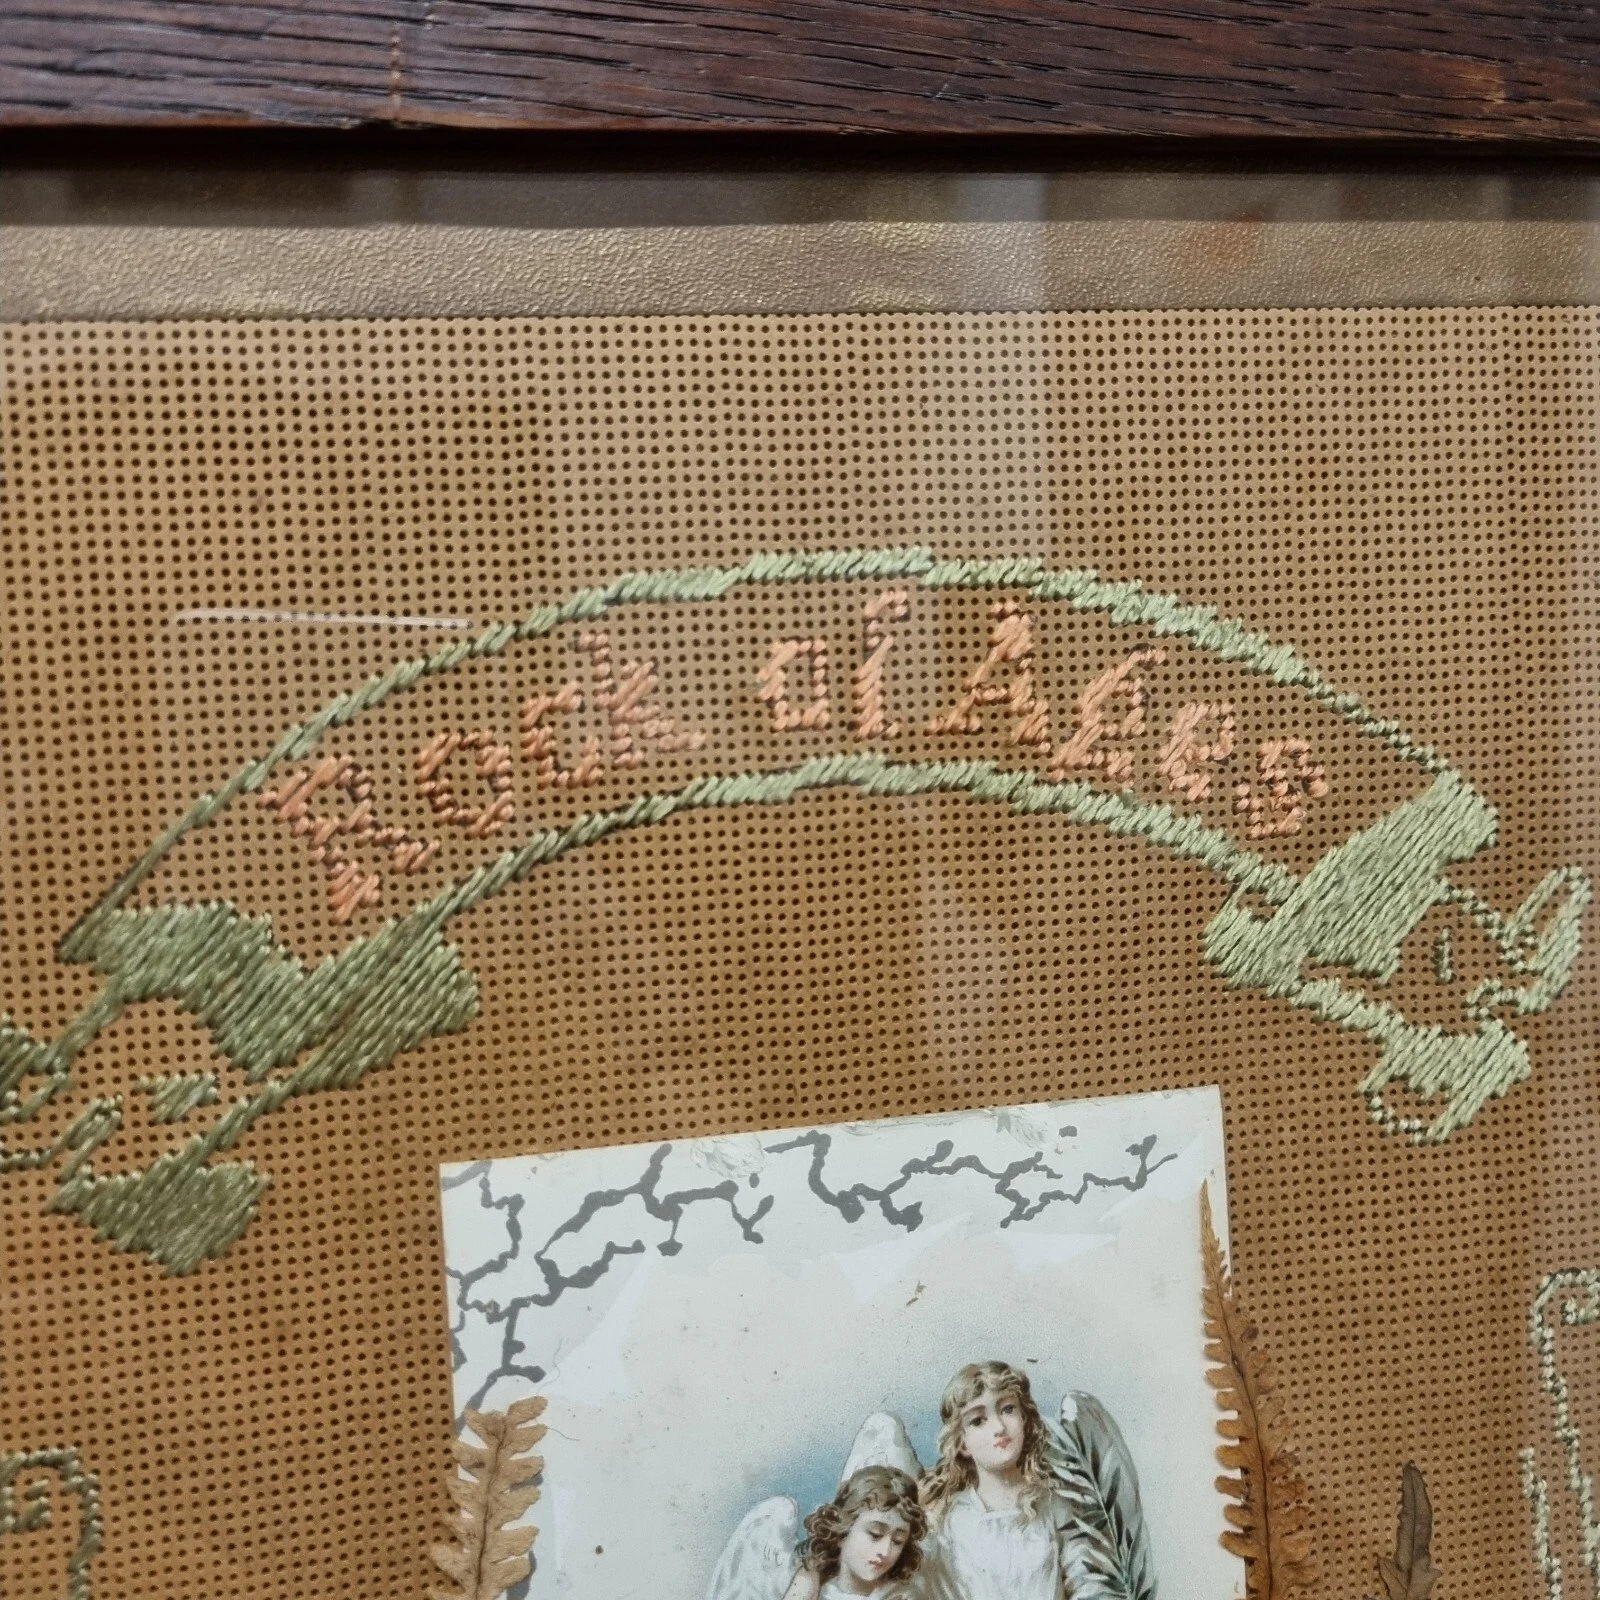 Rock of Ages